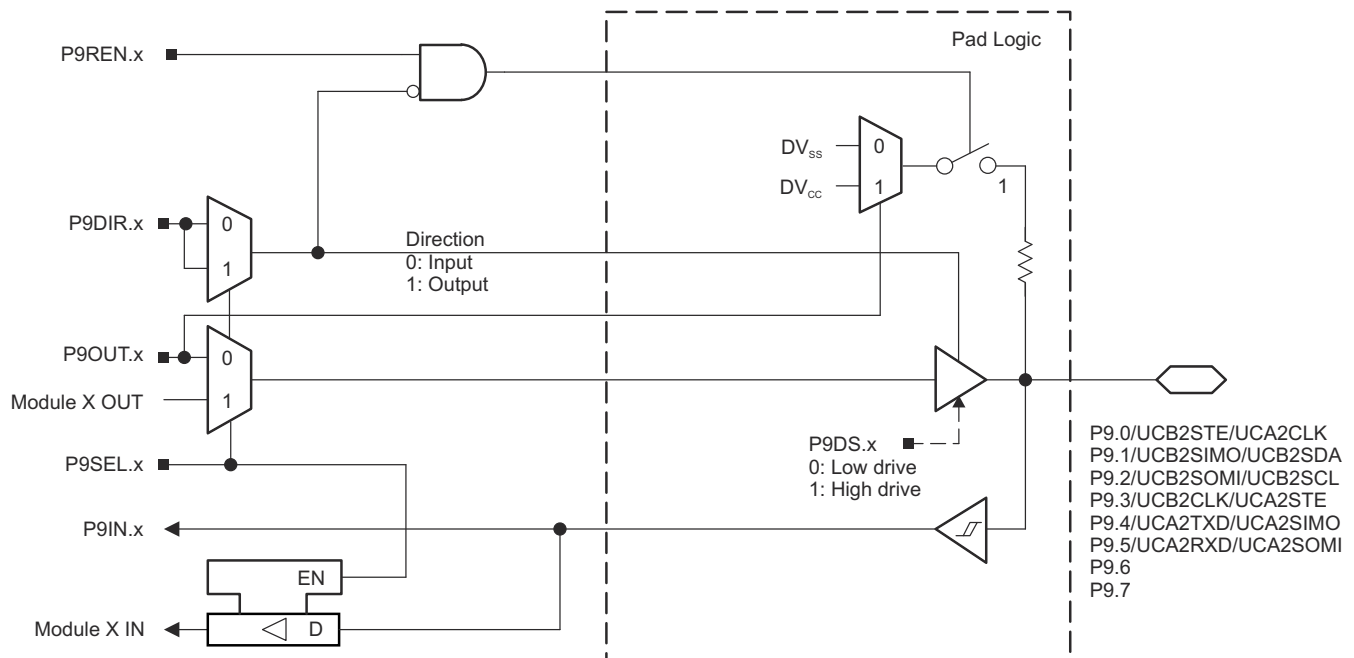 Pad Logic
P9REN.x
DVSS
0
DVCC
1
1
P9DIR.x
0
1
Direction
0: Input
1: Output
P9OUT.x
0
Module X OUT
1
P9DS.x
0: Low drive
1: High drive
P9SEL.x
P9IN.x
EN
Module X IN
D
P9.0/UCB2STE/UCA2CLK
P9.1/UCB2SIMO/UCB2SDA
P9.2/UCB2SOMI/UCB2SCL
P9.3/UCB2CLK/UCA2STE
P9.4/UCA2TXD/UCA2SIMO
P9.5/UCA2RXD/UCA2SOMI
P9.6
P9.7